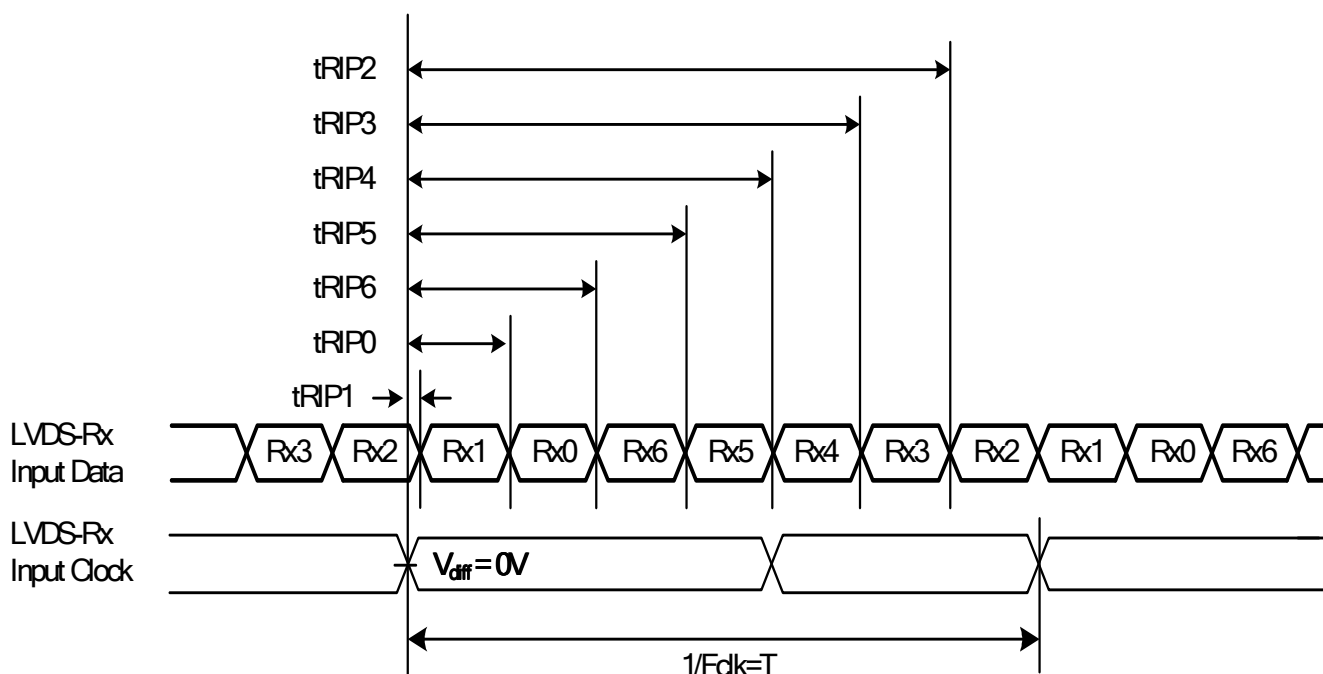 tRIP2
tRIP3
tRIP4
tRIP5
tRIP6
tRIP0
tRIP1
LVDS-Rx
Input Data
Rx3 Rx2 Rx1 Rx0 Rx6 Rx5 Rx4 Rx3 Rx2 Rx1 Rx0 Rx6
LVDS-Rx
Input Clock
Vdiff = 0V
1/Fclk=T